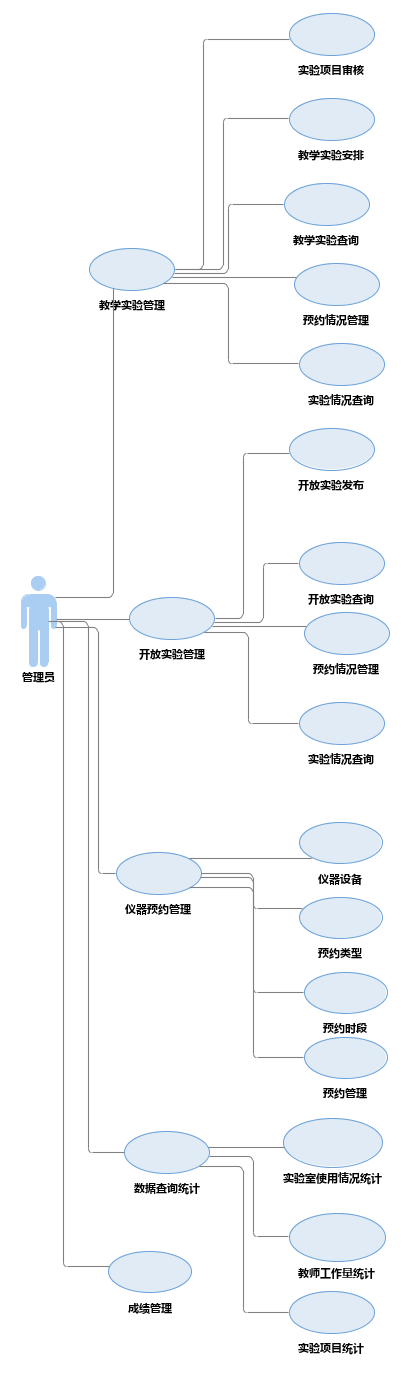 实验项目审核
教学实验安排
教学实验查询
教学实验管理
预约情况管理
实验情况查询
开放实验发布
开放实验查询
开放实验管理
预约情况管理
管理员
实验情况查询
仪器设备
仪器预约管理
预约类型
预约时段
预约管理
实验室使用情况统计
数据查询统计
教师工作量统计
成绩管理
实验项目统计